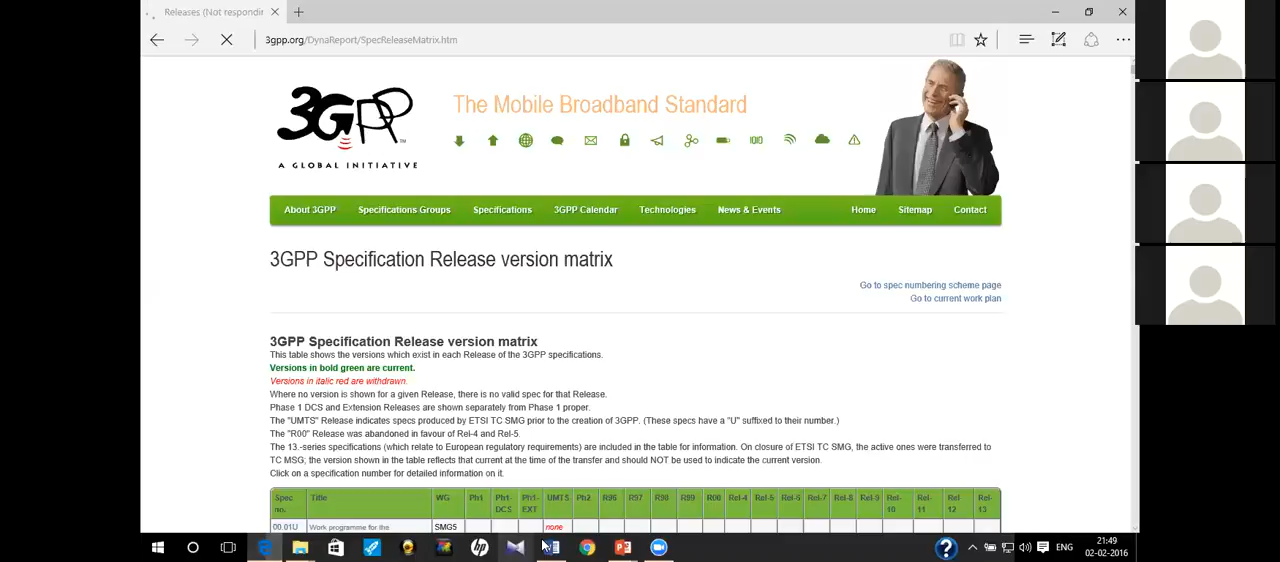 Releases (Not respondin
3gpp.org/DynaReport/SpecReleaseMatrix.htm
3GPP
A GLOBAL INITIATIVE
The Mobile Broadband Standard
About 3GPP Specifications Groups Specifications 3GPP Calendar Technologies News & Events Home Sitemap Contact
3GPP Specification Release version matrix
Go to spec numbering scheme page
Go to current work plan
3GPP Specification Release version matrix
This table shows the versions which exist in each Release of the 3GPP specifications.
Versions in bold green are current.
Versions in italic red are withdrawn.
Where no version is shown for a given Release, there is no valid spec for that Release.
Phase 1 DCS and Extension Releases are shown separately from Phase 1 proper.
The "UMTS" Release indicates specs produced by ETSI TC SMG prior to the creation of 3GPP. (These specs have a "U" suffixed to their number.)
The "R00" Release was abandoned in favour of Rel-4 and Rel-5.
The 13.-series specifications (which relate to European regulatory requirements) are included in the table for information. On closure of ETSI TC SMG, the active ones were transferred to
TC MSG; the version shown in the table reflects that current at the time of the transfer and should NOT be used to indicate the current version.
Click on a specification number for detailed information on it.
Spec no. Title WG Ph1 Ph1-DCS Ph1-EXT UMTS Ph2 R96 R97 R98 R99 R00 Rel-4 Rel-5 Rel-6 Rel-7 Rel-8 Rel-9 Rel-10 Rel-11 Rel-12 Rel-13
00.01U Work programme for the SMG5 none
ENG
21:49
02-02-2016